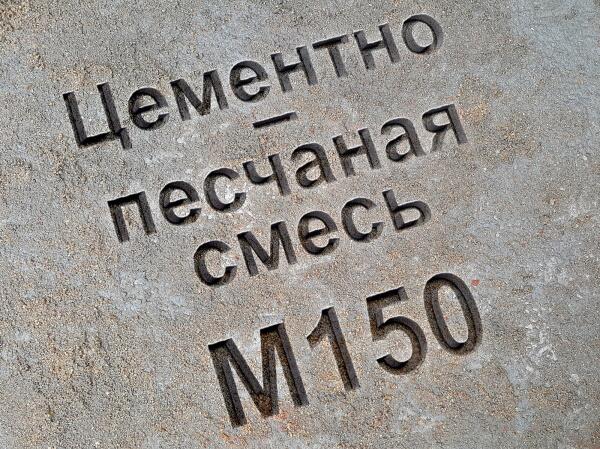 Цементно
–
песчаная
смесь
М150